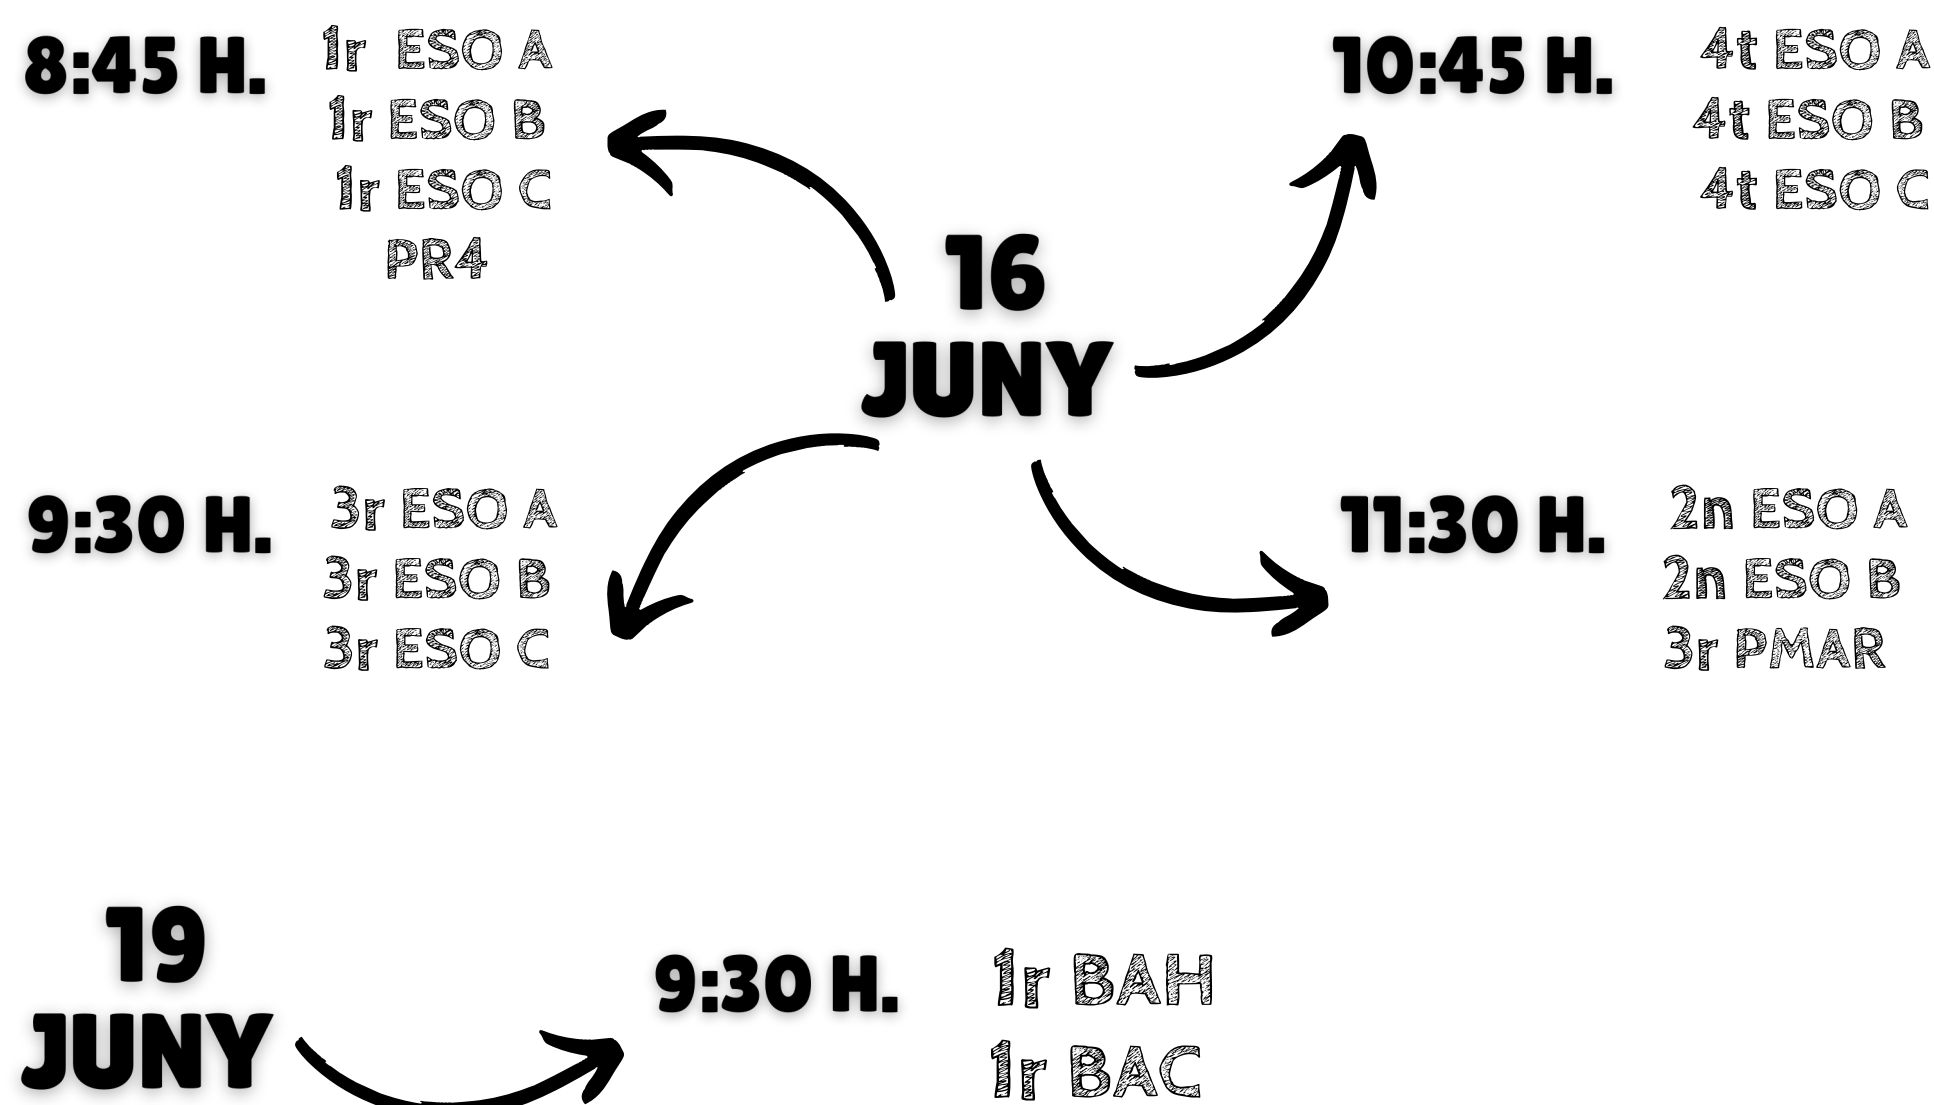 8:45 H.
1r ESO A
1r ESO B
1r ESO C
PR4
10:45 H.
4t ESO A
4t ESO B
4t ESO C
16
JUNY
9:30 H.
3r ESO A
3r ESO B
3r ESO C
11:30 H.
2n ESO A
2n ESO B
3r PMAR
19
JUNY
9:30 H.
1r BAH
1r BAC